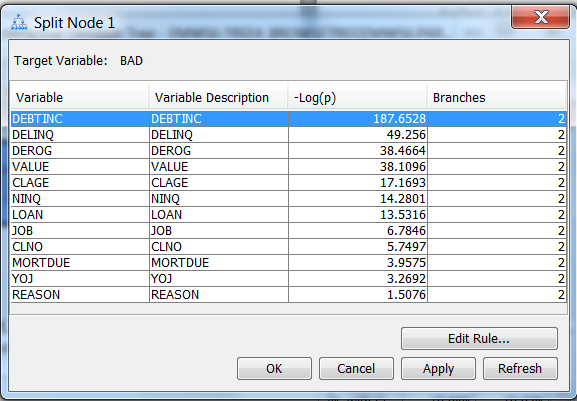 Split Node 1
Target Variable: BAD
Variable Variable Description -Log(p) Branches
DEBTINC DEBTINC 187.6528 2
DELINQ DELINQ 49.256 2
DEROG DEROG 38.4664 2
VALUE VALUE 38.1096 2
CLAGE CLAGE 17.1693 2
NINQ NINQ 14.2801 2
LOAN LOAN 13.5316 2
JOB JOB 6.7846 2
CLNO CLNO 5.7497 2
MORTDUE MORTDUE 3.9575 2
YOJ YOJ 3.2692 2
REASON REASON 1.5076 2
Edit Rule...
OK Cancel Apply Refresh